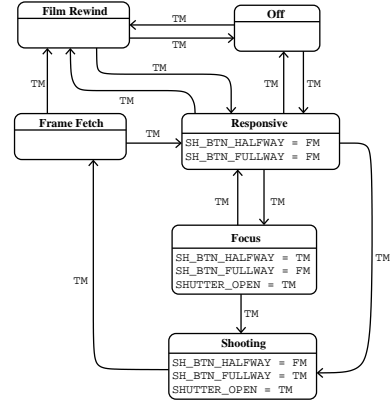 Film Rewind
Off
TM
TM
TM
TM
TM
TM
TM
Frame Fetch
TM
Responsive
SH_BTN_HALFWAY = FM
SH_BTN_FULLWAY = FM
TM
TM
TM
Focus
SH_BTN_HALFWAY = TM
SH_BTN_FULLWAY = FM
SHUTTER_OPEN = TM
TM
TM
Shooting
SH_BTN_HALFWAY = FM
SH_BTN_FULLWAY = TM
SHUTTER_OPEN = TM